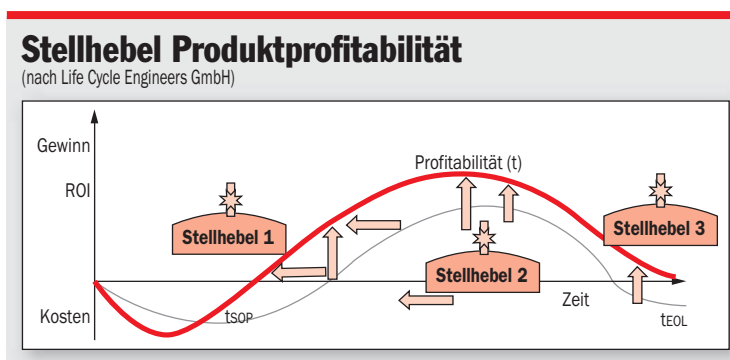 Stellhebel Produktprofitabilität
(nach Life Cycle Engineers GmbH)
Gewinn
ROI
Profitabilität (t)
Stellhebel 1
Stellhebel 3
Stellhebel 2
Zeit
Kosten
tSOP
tEOL